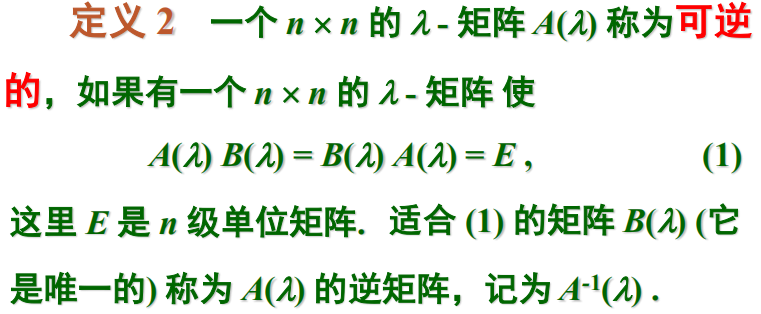 定义 2 一个 n × n 的 λ - 矩阵 A(λ) 称为可逆
的，如果有一个 n × n 的 λ - 矩阵 使
A(λ) B(λ) = B(λ) A(λ) = E , (1)
这里 E 是 n 级单位矩阵. 适合 (1) 的矩阵 B(λ) (它
是唯一的) 称为 A(λ) 的逆矩阵，记为 A⁻¹(λ) .